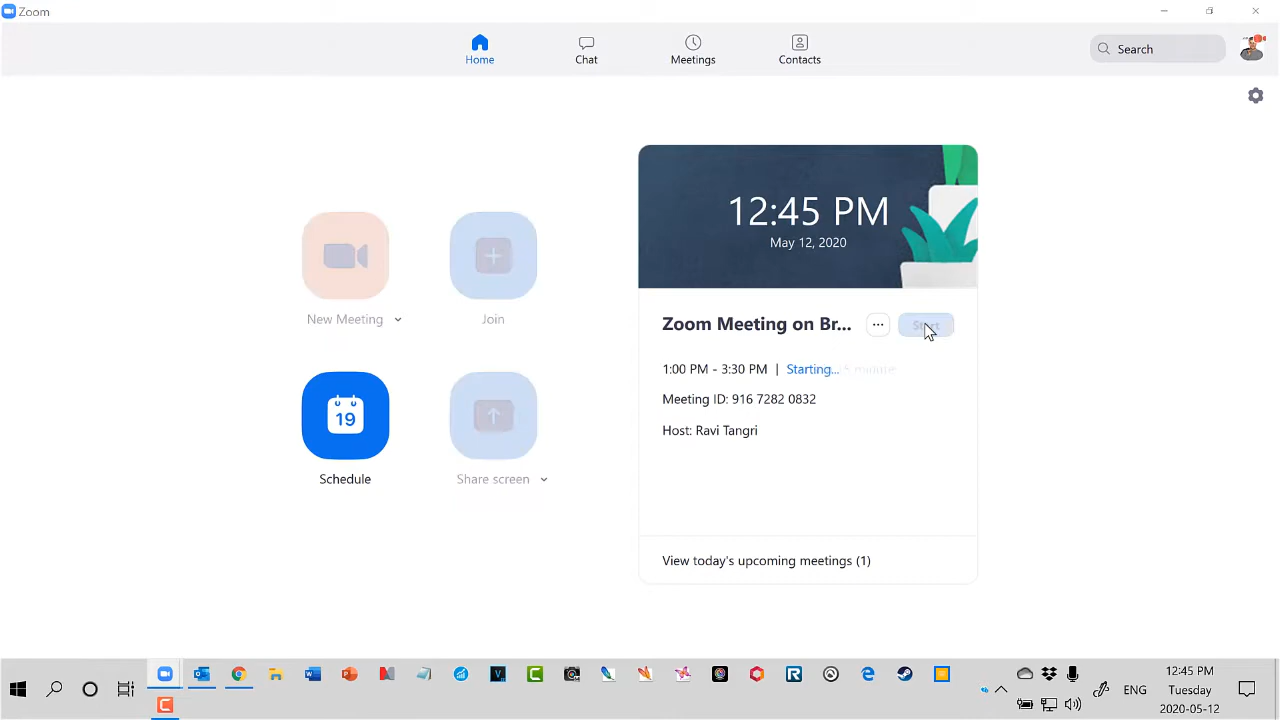 Zoom
Home
Chat
Meetings
Contacts
Search
12:45 PM
May 12, 2020
New Meeting
Join
Zoom Meeting on Br...
Start
1:00 PM - 3:30 PM | Starting...
Meeting ID: 916 7282 0832
Host: Ravi Tangri
19
Schedule
Share screen
View today's upcoming meetings (1)
ENG
12:45 PM
Tuesday
2020-05-12